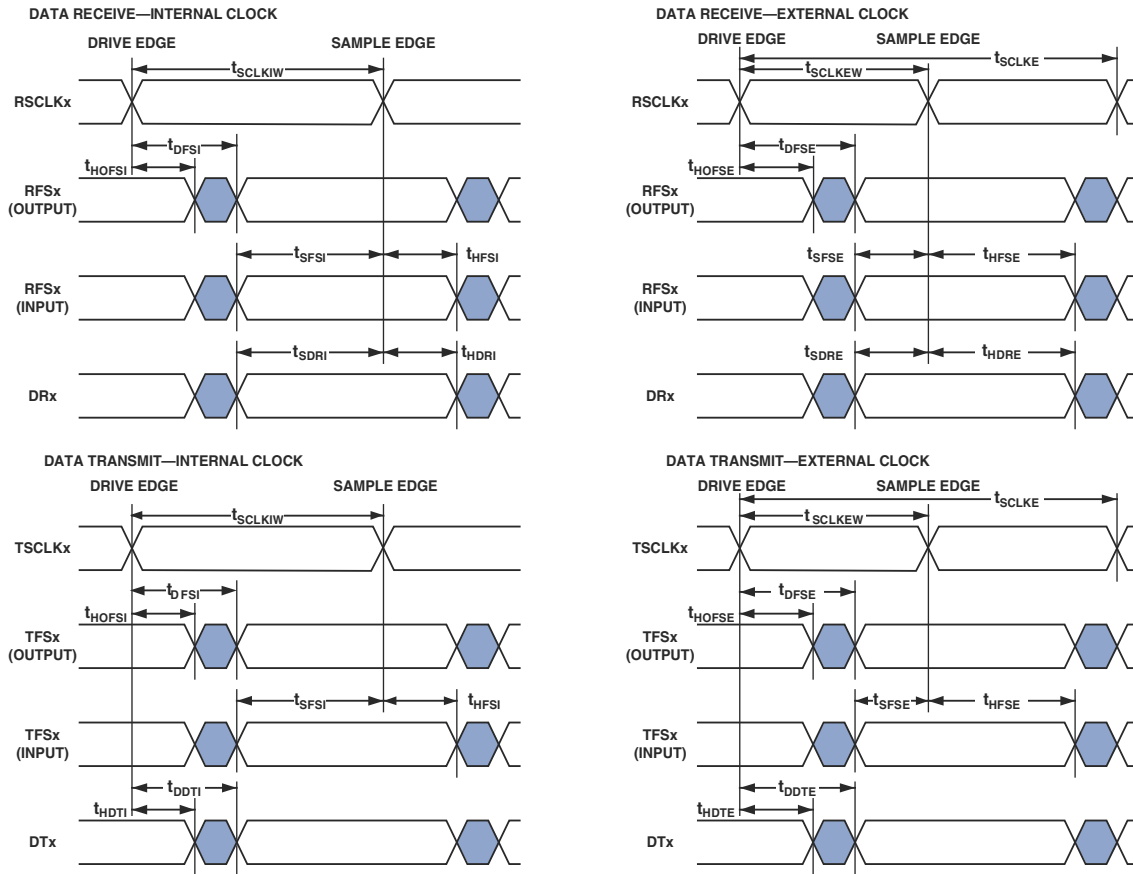 DATA RECEIVE—INTERNAL CLOCK
DRIVE EDGE SAMPLE EDGE
tSCLKIW
RSCLKx
tDFSI
tHOFSI
RFSx
(OUTPUT)
tSFSI tHFSI
RFSx
(INPUT)
tSDRI tHDRI
DRx
DATA RECEIVE—EXTERNAL CLOCK
DRIVE EDGE SAMPLE EDGE
tSCLKE
tSCLKEW
RSCLKx
tDFSE
tHOFSE
RFSx
(OUTPUT)
tSFSE tHFSE
RFSx
(INPUT)
tSDRE tHDRE
DRx
DATA TRANSMIT—INTERNAL CLOCK
DRIVE EDGE SAMPLE EDGE
tSCLKIW
TSCLKx
tDFSI
tHOFSI
TFSx
(OUTPUT)
tSFSI tHFSI
TFSx
(INPUT)
tDDTI
tHDTI
DTx
DATA TRANSMIT—EXTERNAL CLOCK
DRIVE EDGE SAMPLE EDGE
tSCLKE
tSCLKEW
TSCLKx
tDFSE
tHOFSE
TFSx
(OUTPUT)
tSFSE tHFSE
TFSx
(INPUT)
tDDTE
tHDTE
DTx